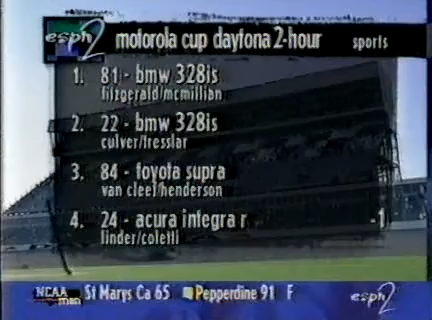 espn2 motorola cup daytona 2-hour sports
1. 81 - bmw 328is
fitzgerald/mcmillian
2. 22 - bmw 328is
culver/tresslar
3. 84 - toyota supra
van cleef/henderson
4. 24 - acura integra r -1
linder/coletti
NCAA men St Marys Ca 65 Pepperdine 91 F espn2